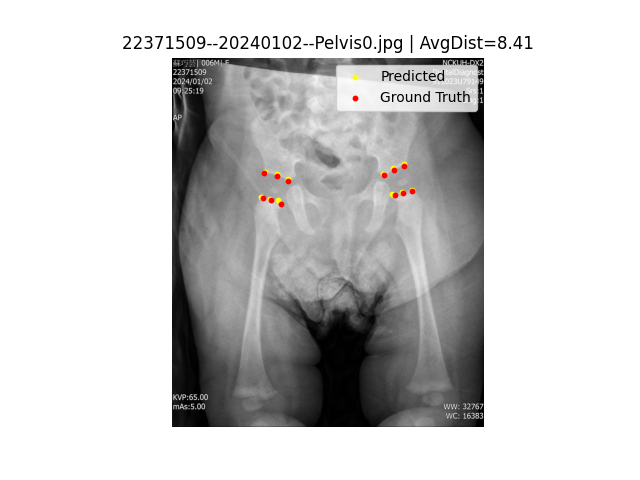 22371509--20240102--Pelvis0.jpg | AvgDist=8.41
006M
NCKUH-DX2
22371509
2024/01/02
09:25:19
AP
Predicted
Ground Truth
KVP:65.00
mAs:5.00
WW: 32767
WC: 16383